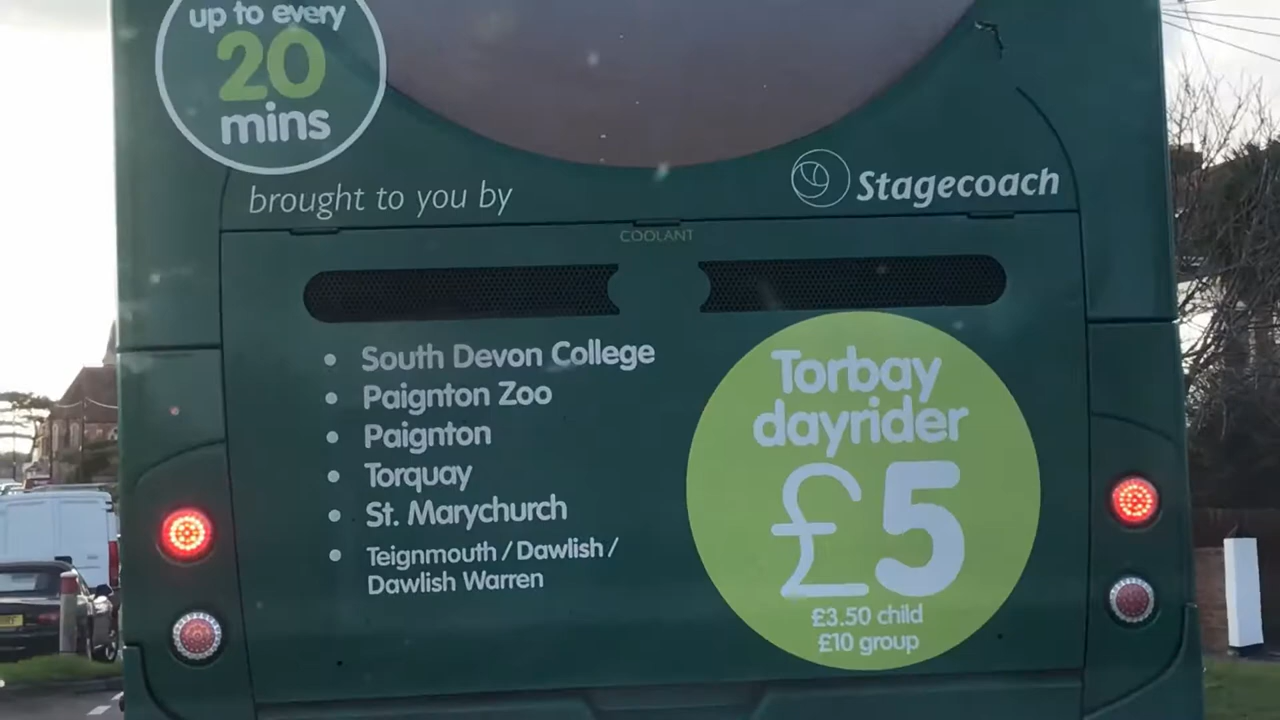 up to every
20
mins
brought to you by
Stagecoach
COOLANT
• South Devon College
• Paignton Zoo
• Paignton
• Torquay
• St. Marychurch
• Teignmouth / Dawlish /
Dawlish Warren
Torbay
dayrider
£5
£3.50 child
£10 group